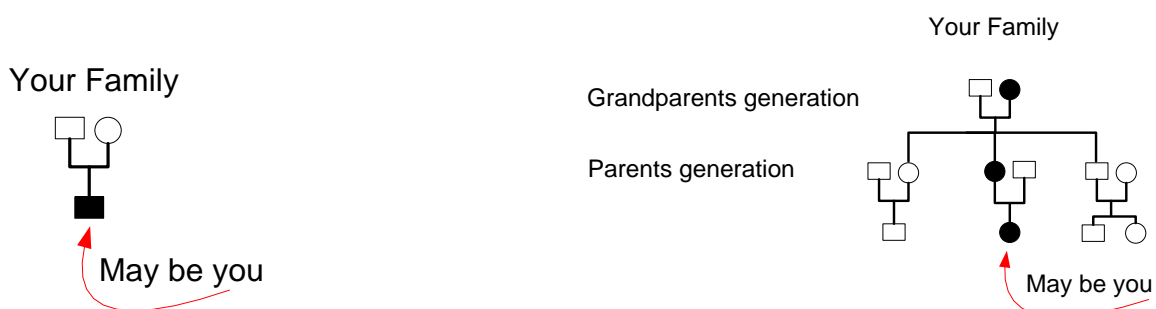 Your Family
May be you
Your Family
Grandparents generation
Parents generation
May be you